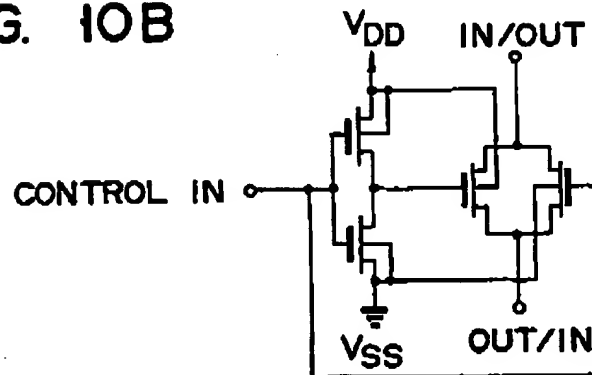 G. 10B
VDD
IN/OUT
CONTROL IN
VSS
OUT/IN